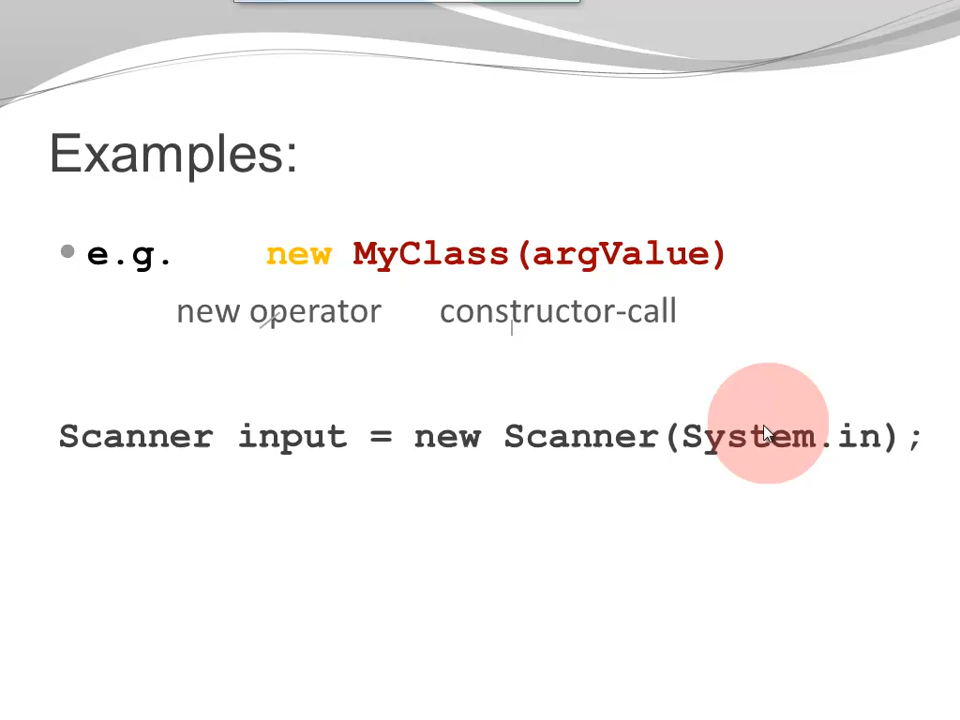 Examples:
e.g. new MyClass(argValue)
new operator constructor-call
Scanner input = new Scanner(System.in);